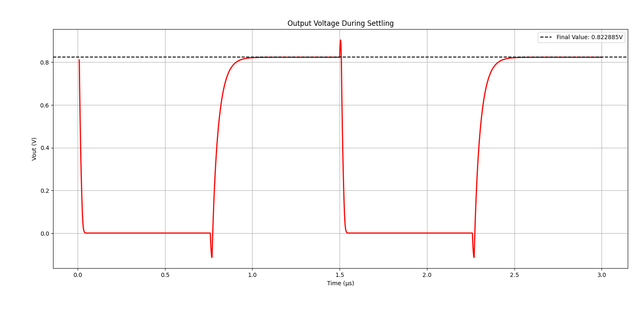 Output Voltage During Settling
Final Value: 0.822885V
Vout (V)
0.8
0.6
0.4
0.2
0.0
0.0 0.5 1.0 1.5 2.0 2.5 3.0
Time (μs)